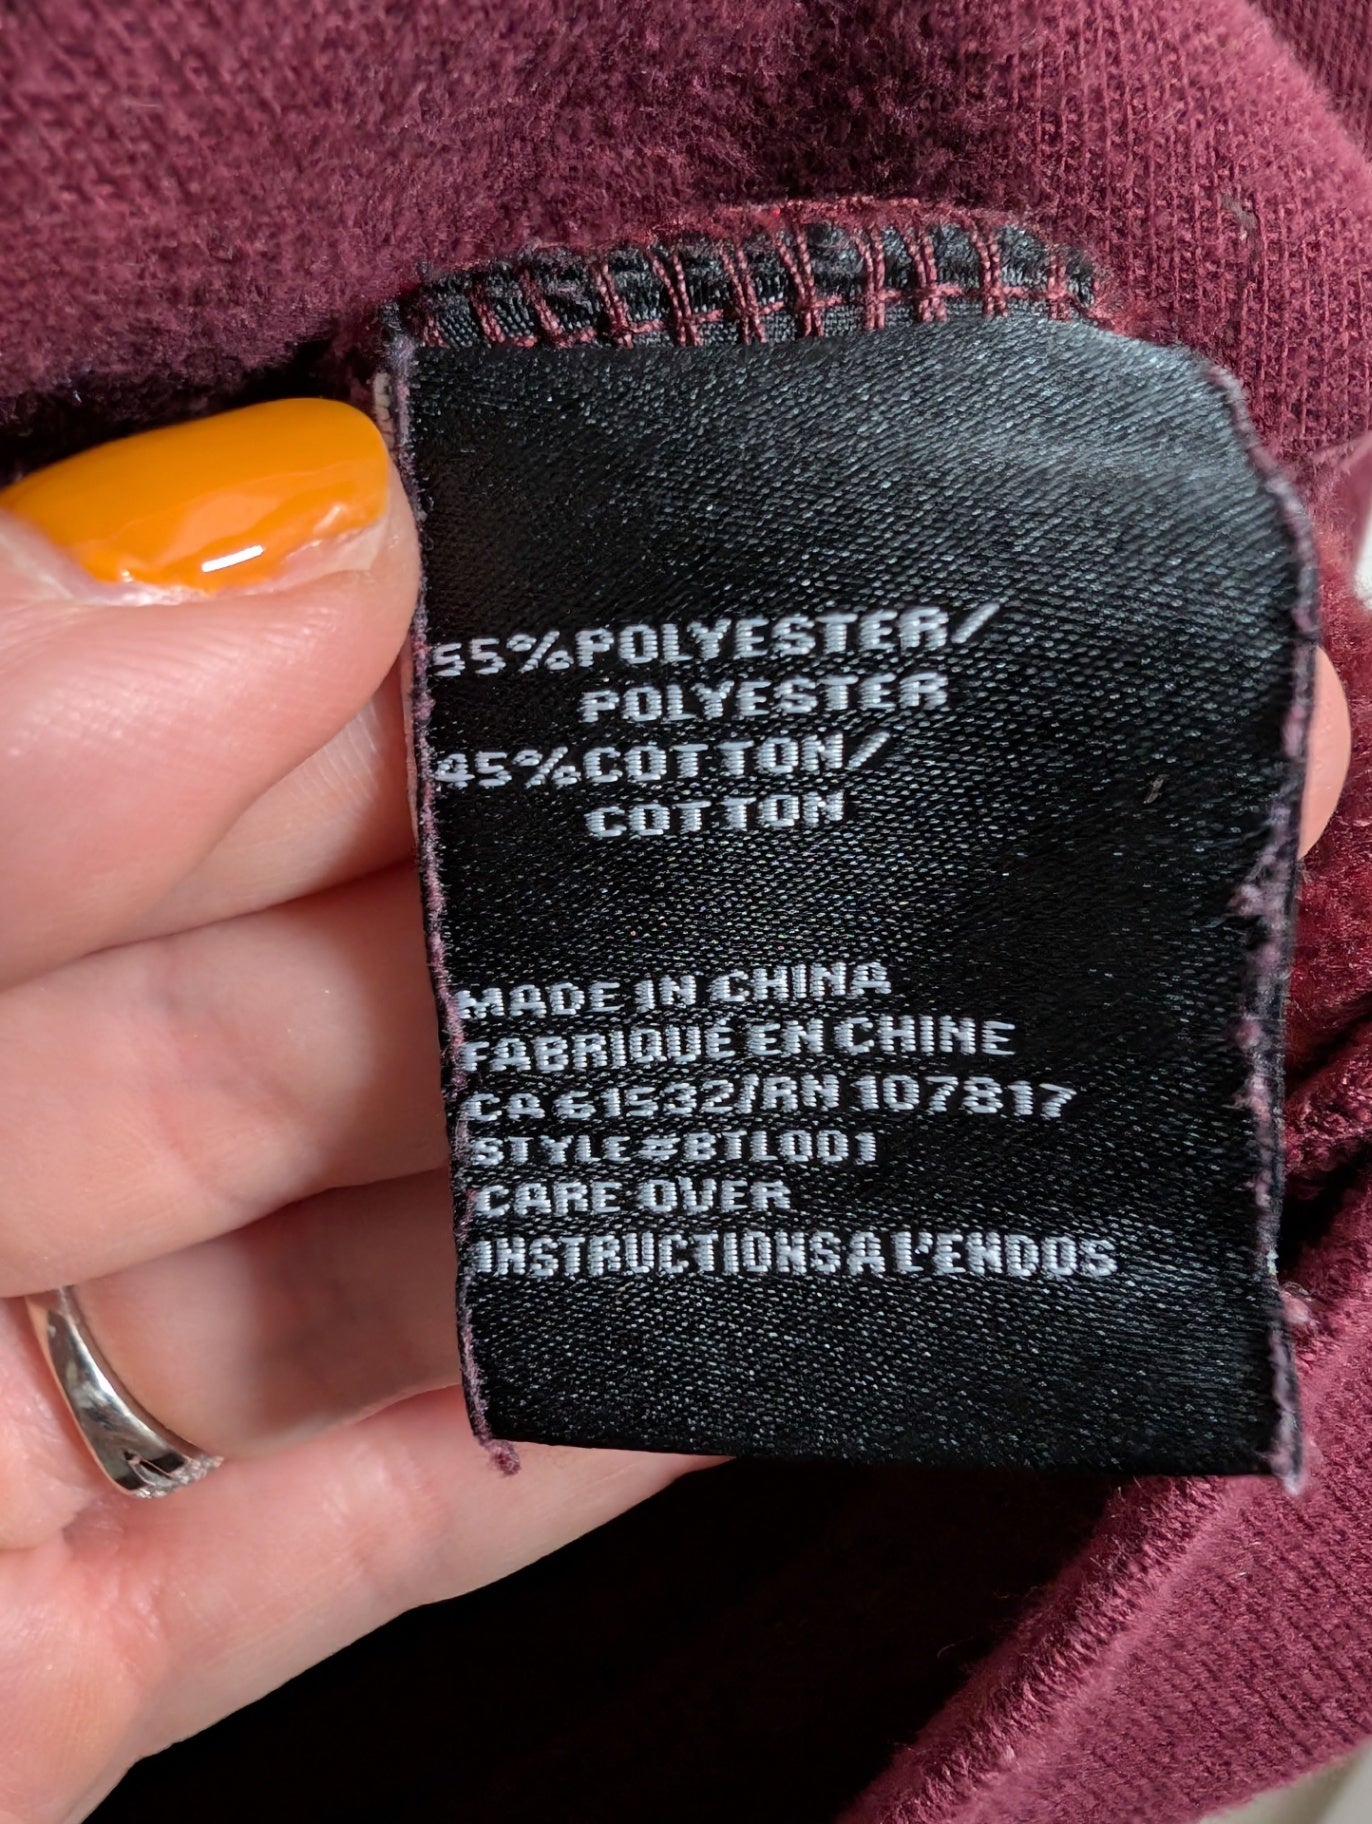 55%POLYESTER/
POLYESTER
45%COTTON/
COTTON
MADE IN CHINA
FABRIQUÉ EN CHINE
CA 61532/RN 107817
STYLE#BTL001
CARE OVER
INSTRUCTIONS A L'ENDOS